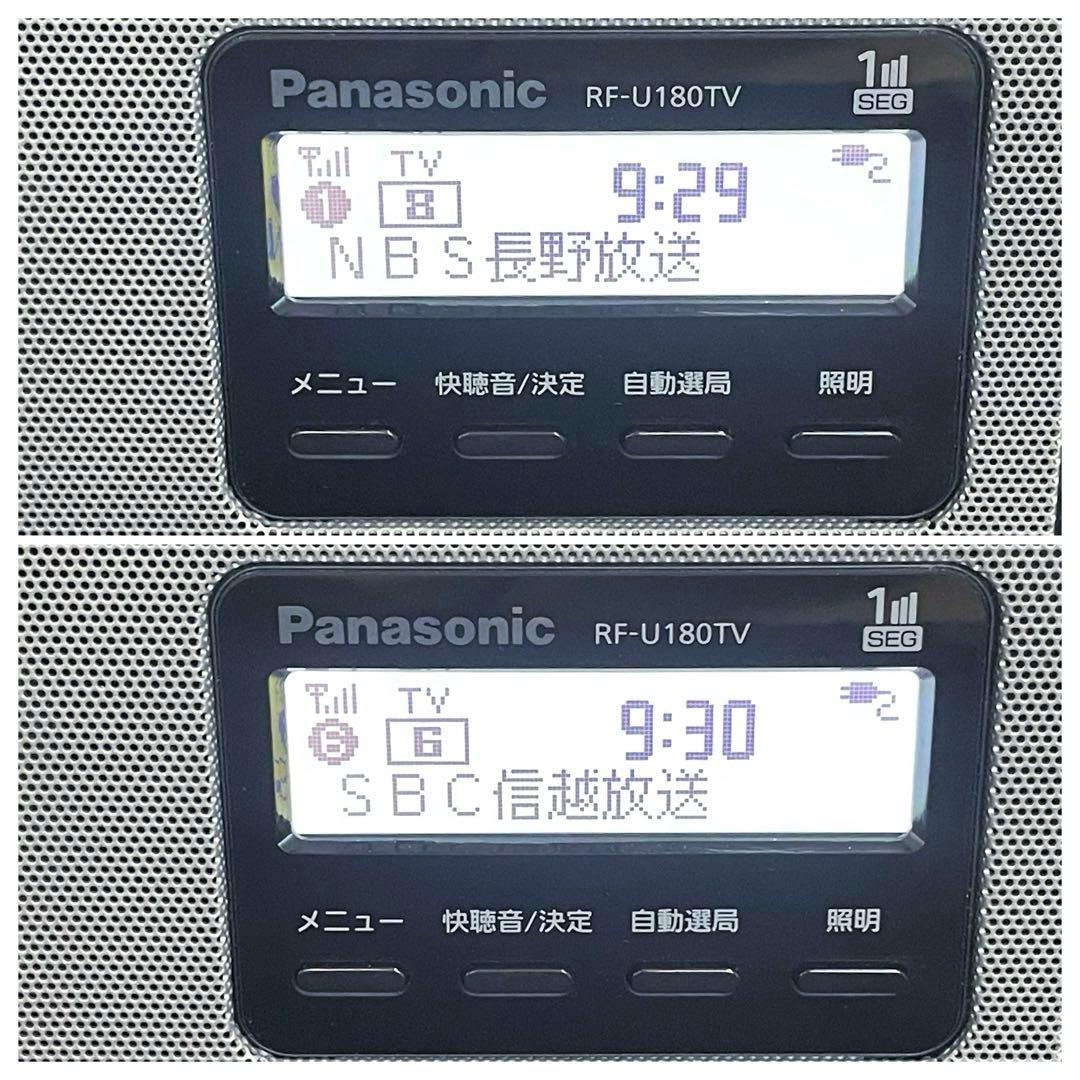 Panasonic RF-U180TV 1SEG
TV
1 8 9:29
NBS長野放送
メニュー 快聴音/決定 自動選局 照明
Panasonic RF-U180TV 1SEG
TV
6 6 9:30
SBC信越放送
メニュー 快聴音/決定 自動選局 照明